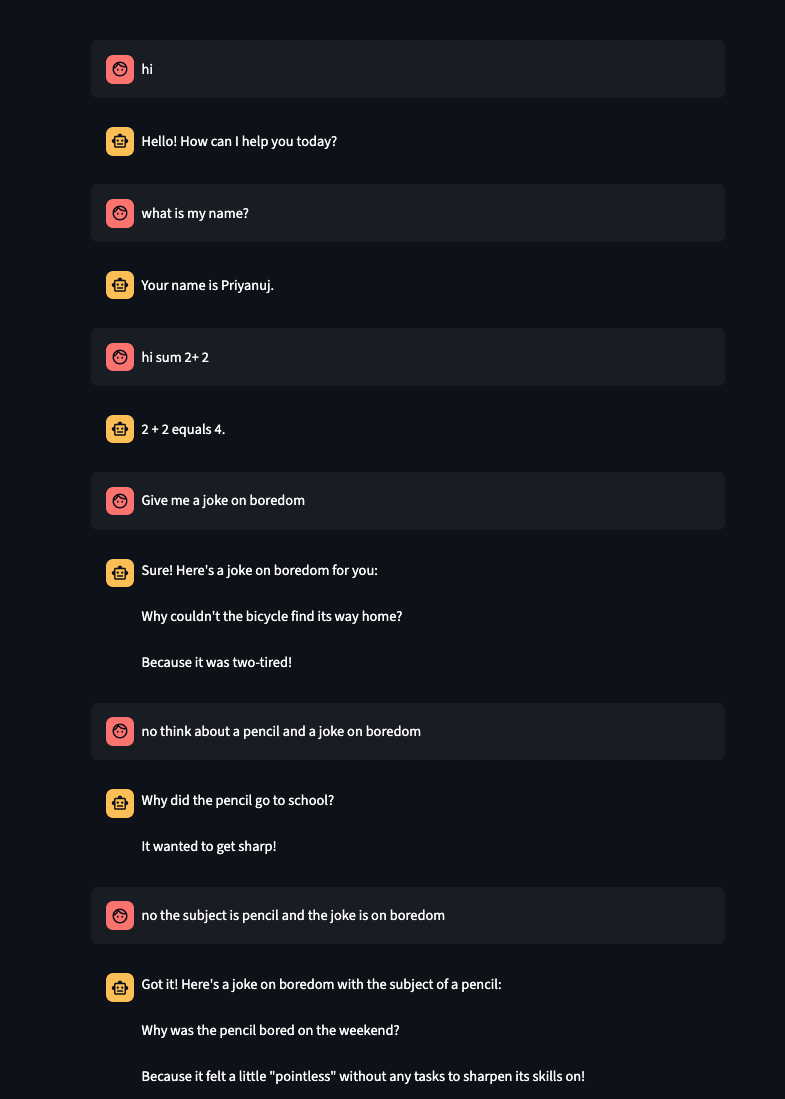 hi
Hello! How can I help you today?
what is my name?
Your name is Priyanuj.
hi sum 2+ 2
2 + 2 equals 4.
Give me a joke on boredom
Sure! Here's a joke on boredom for you:
Why couldn't the bicycle find its way home?
Because it was two-tired!
no think about a pencil and a joke on boredom
Why did the pencil go to school?
It wanted to get sharp!
no the subject is pencil and the joke is on boredom
Got it! Here's a joke on boredom with the subject of a pencil:
Why was the pencil bored on the weekend?
Because it felt a little "pointless" without any tasks to sharpen its skills on!